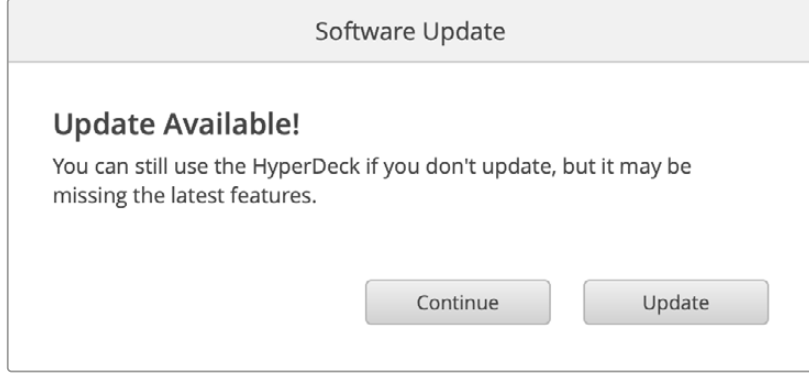 Software Update
Update Available!
You can still use the HyperDeck if you don't update, but it may be
missing the latest features.
Continue
Update